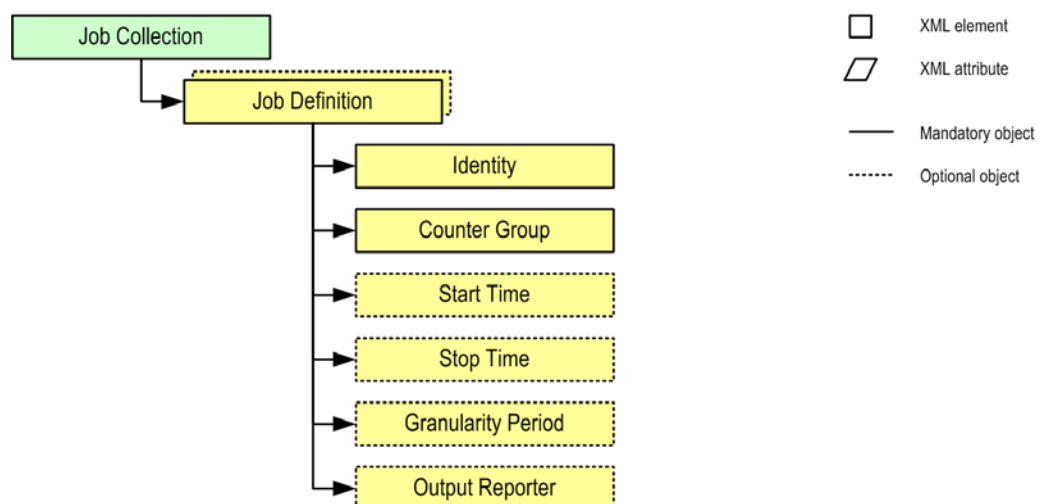 Job Collection
Job Definition
Identity
Counter Group
Start Time
Stop Time
Granularity Period
Output Reporter
XML element
XML attribute
Mandatory object
Optional object